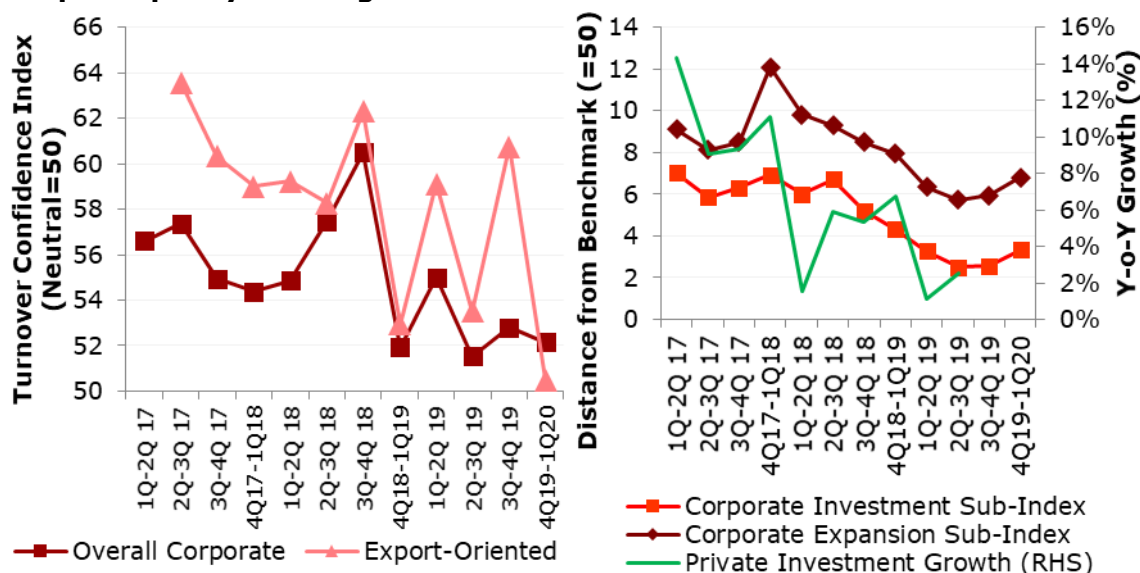 Turnover Confidence Index
(Neutral=50)
66
64
62
60
58
56
54
52
50
1Q-2Q 17
2Q-3Q 17
3Q-4Q 17
4Q17-1Q18
1Q-2Q 18
2Q-3Q 18
3Q-4Q 18
4Q18-1Q19
1Q-2Q 19
2Q-3Q 19
3Q-4Q 19
4Q19-1Q20
Overall Corporate
Export-Oriented
Distance from Benchmark (=50)
14
12
10
8
6
4
2
0
16%
14%
12%
10%
8%
6%
4%
2%
0%
Y-o-Y Growth (%)
1Q-2Q 17
2Q-3Q 17
3Q-4Q 17
4Q17-1Q18
1Q-2Q 18
2Q-3Q 18
3Q-4Q 18
4Q18-1Q19
1Q-2Q 19
2Q-3Q 19
3Q-4Q 19
4Q19-1Q20
Corporate Investment Sub-Index
Corporate Expansion Sub-Index
Private Investment Growth (RHS)